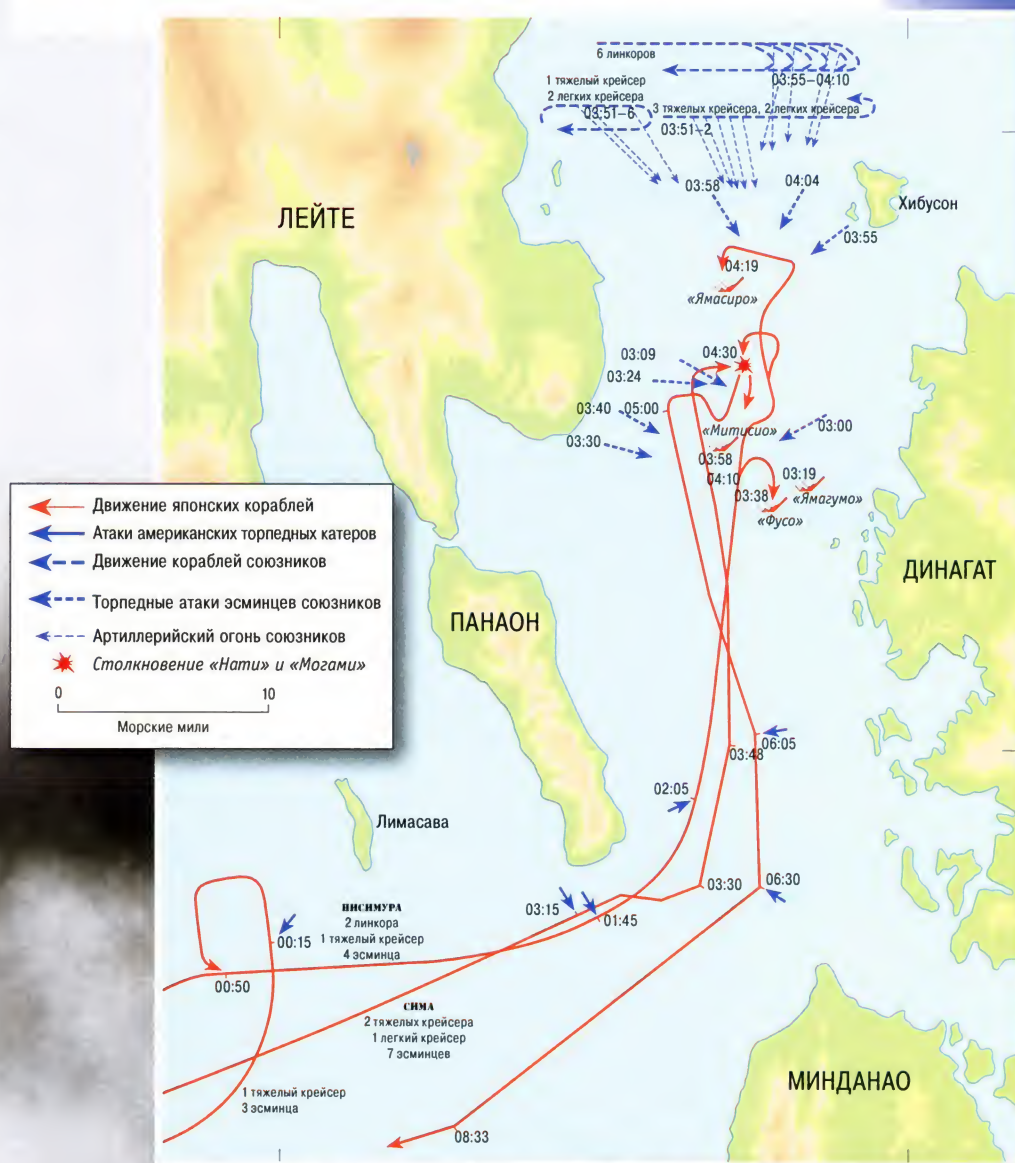 6 линкоров
03:55–04:10
1 тяжелый крейсер
2 легких крейсера
03:51–6
3 тяжелых крейсера, 2 легких крейсера
03:51–2
03:58
04:04
Хибусон
03:55
ЛЕЙТЕ
04:19
«Ямасиро»
03:09
04:30
03:24
03:40
05:00
03:30
«Митисио»
03:00
03:58
04:10
03:19
03:38
«Ямагумо»
«Фусо»
Движение японских кораблей
Атаки американских торпедных катеров
Движение кораблей союзников
Торпедные атаки эсминцев союзников
Артиллерийский огонь союзников
Столкновение «Нати» и «Могами»
0 10
Морские мили
ДИНАГАТ
ПАНАОН
06:05
03:48
02:05
Лимасава
03:30
06:30
03:15
01:45
НИСИМУРА
2 линкора
1 тяжелый крейсер
4 эсминца
00:15
00:50
СИМА
2 тяжелых крейсера
1 легкий крейсер
7 эсминцев
1 тяжелый крейсер
3 эсминца
МИНДАНАО
08:33